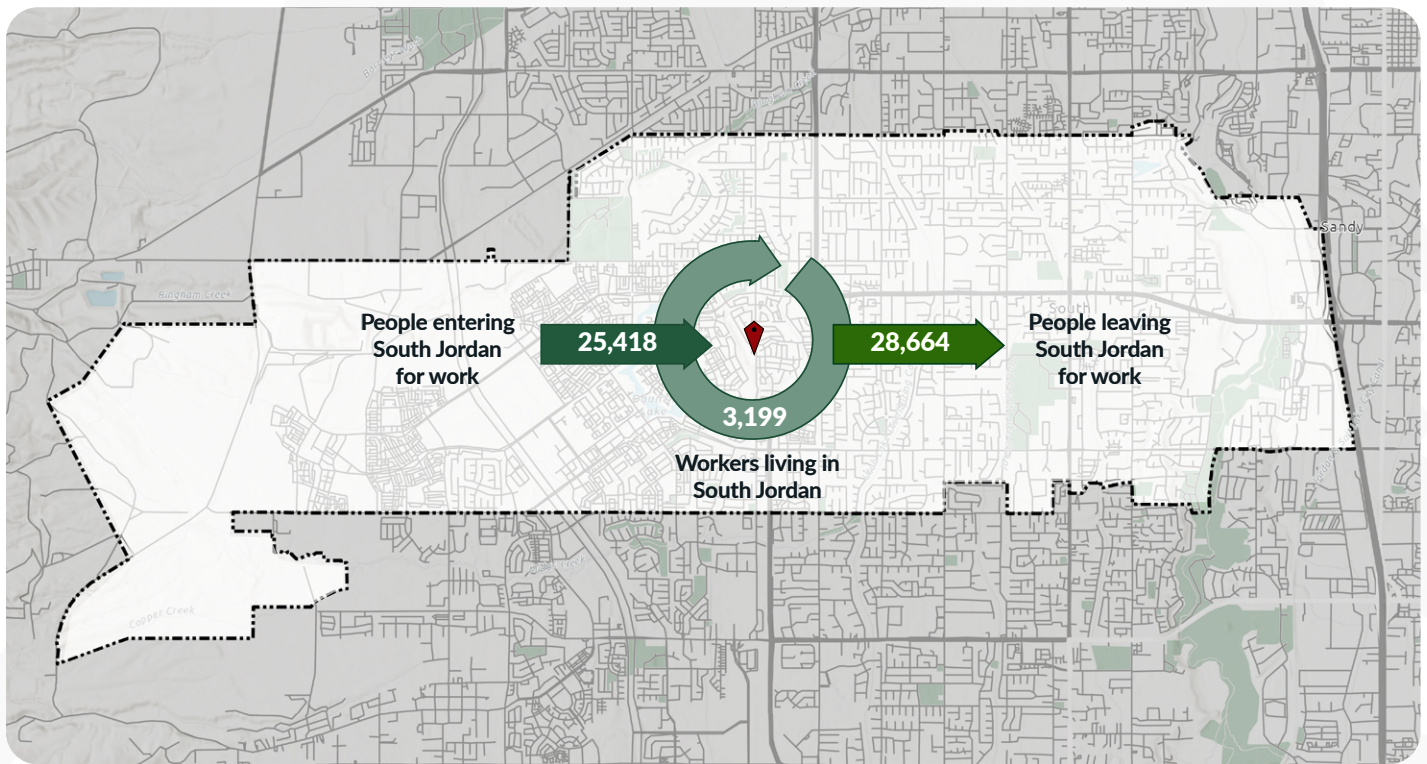 Sandy
Bingham Creek
South
People entering
South Jordan
for work
25,418
28,664
People leaving
South Jordan
for work
3,199
Workers living in
South Jordan
Copper Creek